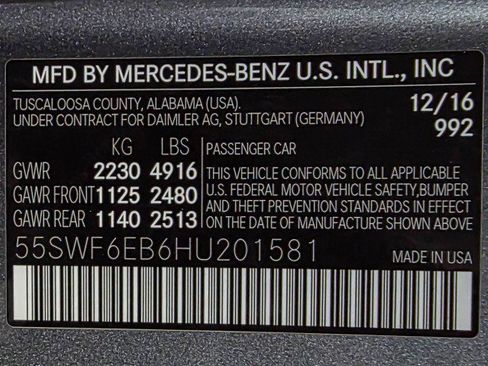 MFD BY MERCEDES-BENZ U.S. INTL., INC
TUSCALOOSA COUNTY, ALABAMA (USA). 12/16
UNDER CONTRACT FOR DAIMLER AG, STUTTGART (GERMANY) 992
KG LBS
GVWR 2230 4916
GAWR FRONT 1125 2480
GAWR REAR 1140 2513
PASSENGER CAR
THIS VEHICLE CONFORMS TO ALL APPLICABLE
U.S. FEDERAL MOTOR VEHICLE SAFETY,BUMPER
AND THEFT PREVENTION STANDARDS IN EFFECT
ON THE DATE OF MANUFACTURE SHOWN ABOVE
55SWF6EB6HU201581 MADE IN USA